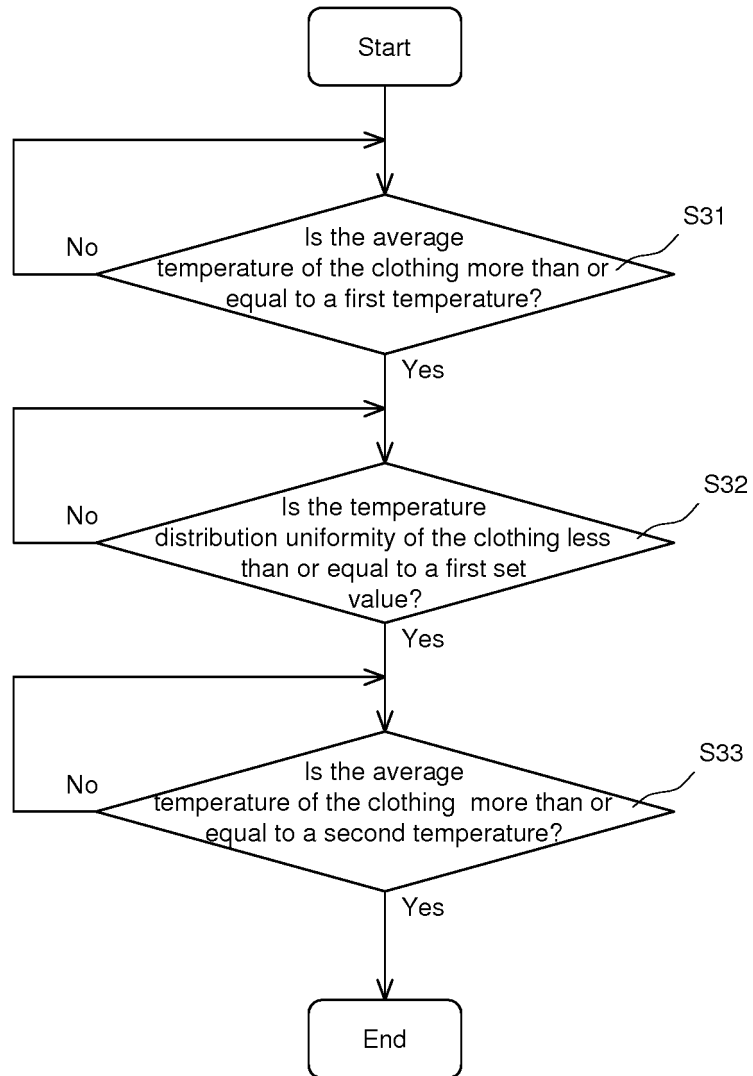 Start
S31
No
Is the average
temperature of the clothing more than or
equal to a first temperature?
Yes
S32
No
Is the temperature
distribution uniformity of the clothing less
than or equal to a first set
value?
Yes
S33
No
Is the average
temperature of the clothing more than or
equal to a second temperature?
Yes
End